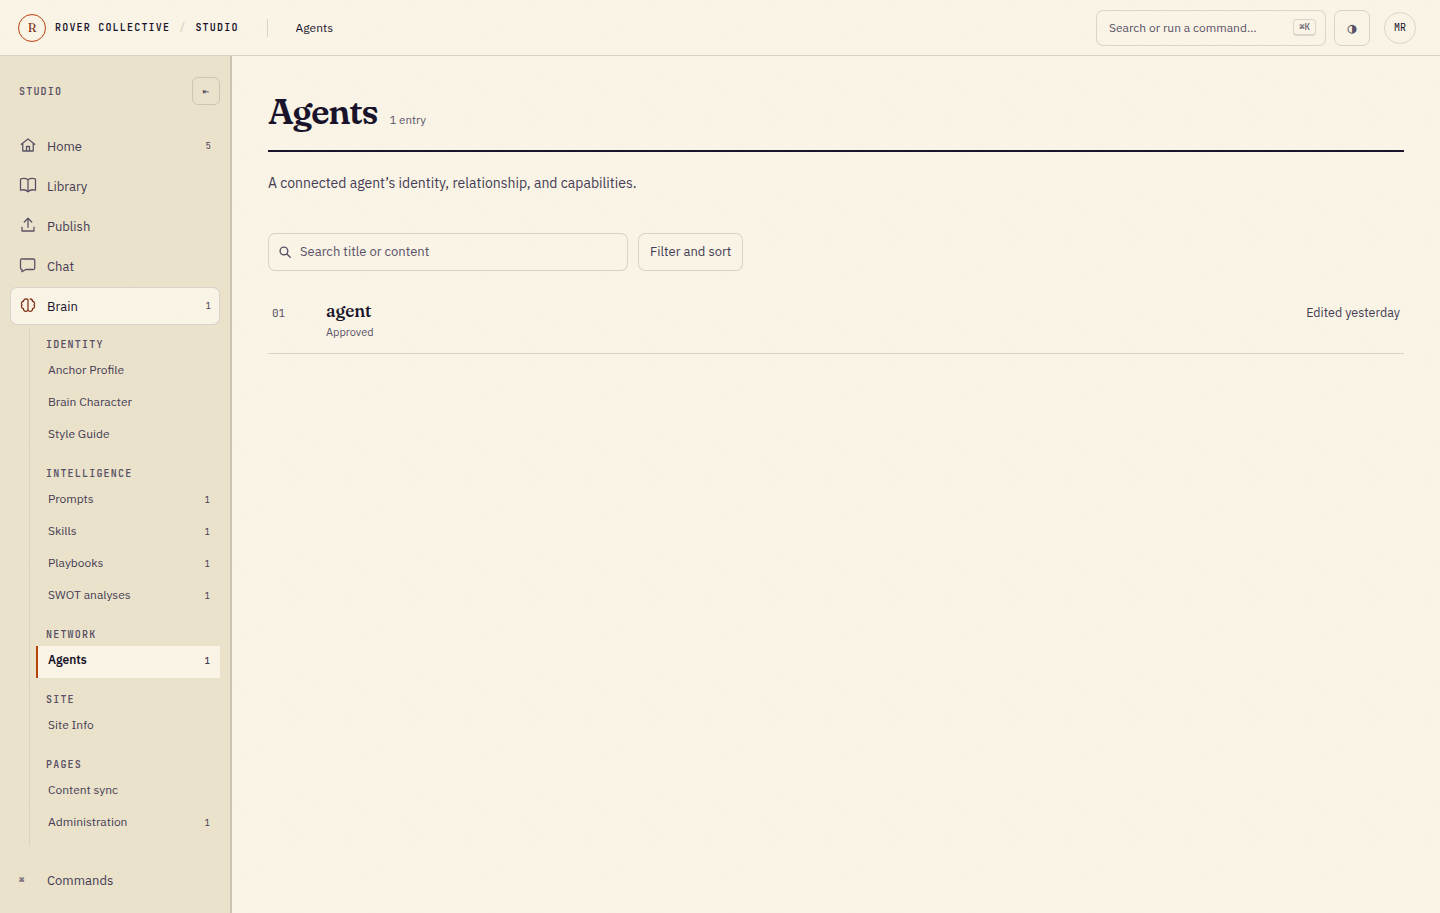 R ROVER COLLECTIVE / STUDIO Agents Search or run a command... ⌘K MR
STUDIO
Home 5
Library
Publish
Chat
Brain 1
IDENTITY
Anchor Profile
Brain Character
Style Guide
INTELLIGENCE
Prompts 1
Skills 1
Playbooks 1
SWOT analyses 1
NETWORK
Agents 1
SITE
Site Info
PAGES
Content sync
Administration 1
⌘ Commands
Agents 1 entry
A connected agent’s identity, relationship, and capabilities.
Search title or content Filter and sort
01 agent Edited yesterday
Approved